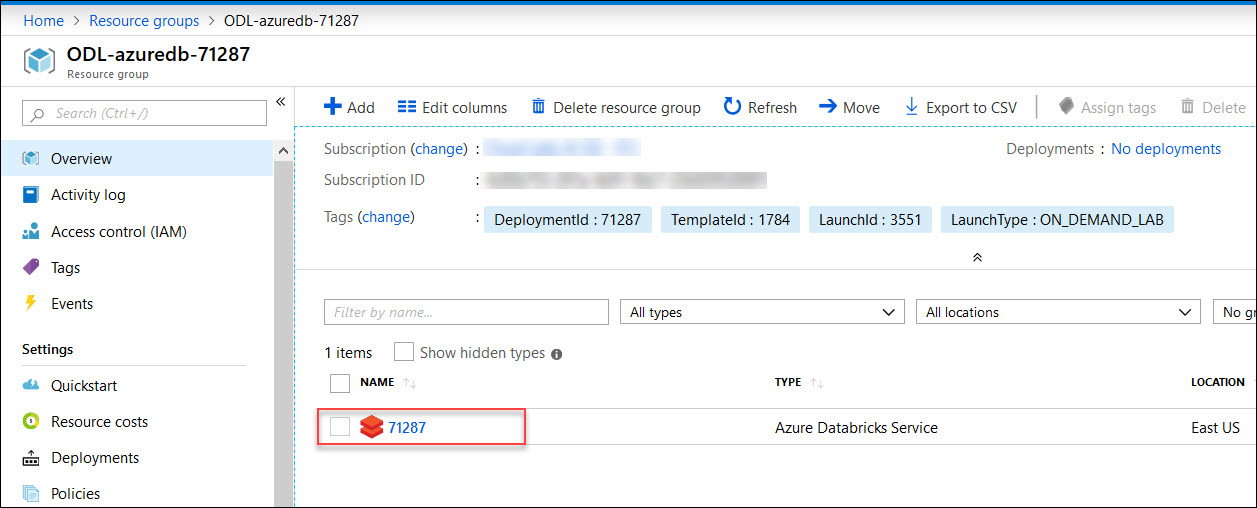 Home > Resource groups > ODL-azuredb-71287
ODL-azuredb-71287
Resource group
Search (Ctrl+/)
«
Overview
Activity log
Access control (IAM)
Tags
Events
Settings
Quickstart
Resource costs
Deployments
Policies
Add Edit columns Delete resource group Refresh Move Export to CSV Assign tags Delete
Subscription (change) : Deployments : No deployments
Subscription ID :
Tags (change) : DeploymentId : 71287 TemplateId : 1784 LaunchId : 3551 LaunchType : ON_DEMAND_LAB
Filter by name... All types All locations No gr
1 items Show hidden types
NAME TYPE LOCATION
71287 Azure Databricks Service East US